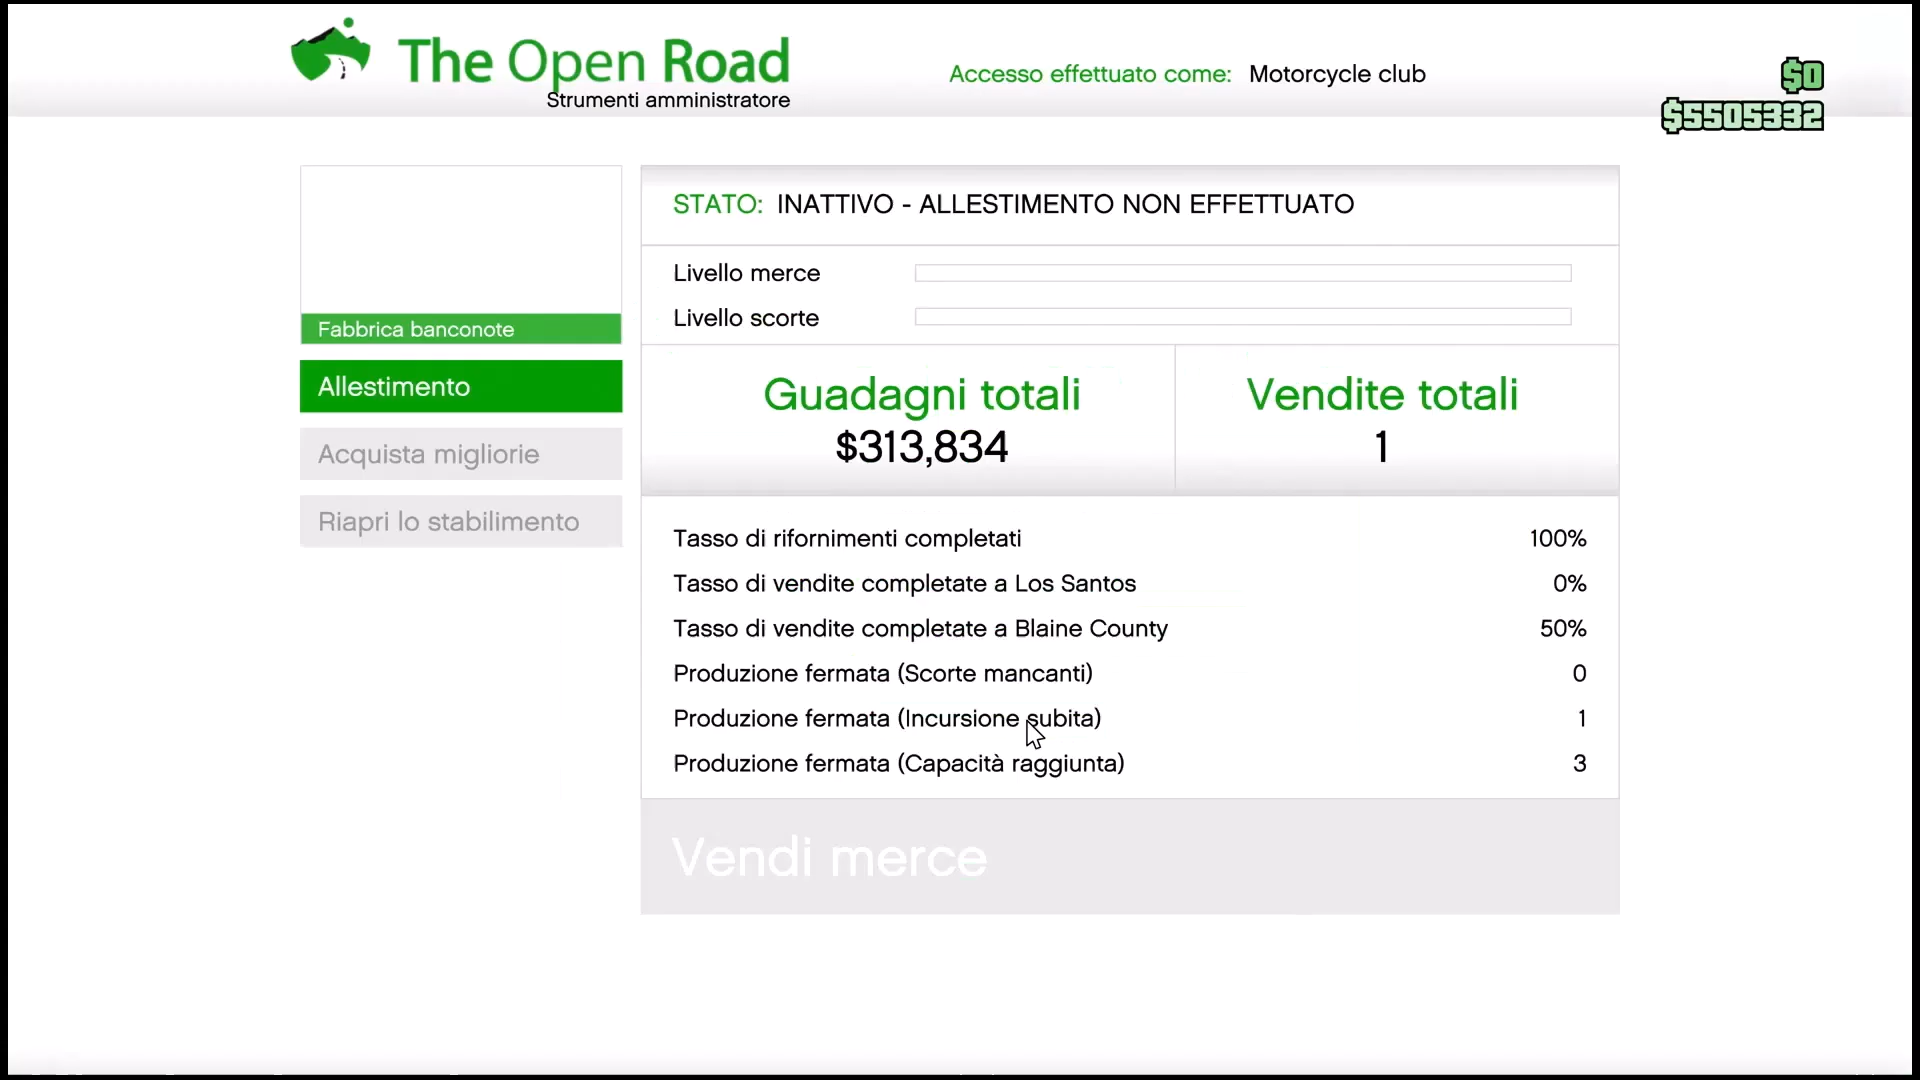 The Open Road
Strumenti amministratore
Accesso effettuato come: Motorcycle club
$0
$5505332
Fabbrica banconote
Allestimento
Acquista migliorie
Riapri lo stabilimento
STATO: INATTIVO - ALLESTIMENTO NON EFFETTUATO
Livello merce
Livello scorte
Guadagni totali
$313,834
Vendite totali
1
Tasso di rifornimenti completati 100%
Tasso di vendite completate a Los Santos 0%
Tasso di vendite completate a Blaine County 50%
Produzione fermata (Scorte mancanti) 0
Produzione fermata (Incursione subita) 1
Produzione fermata (Capacità raggiunta) 3
Vendi merce